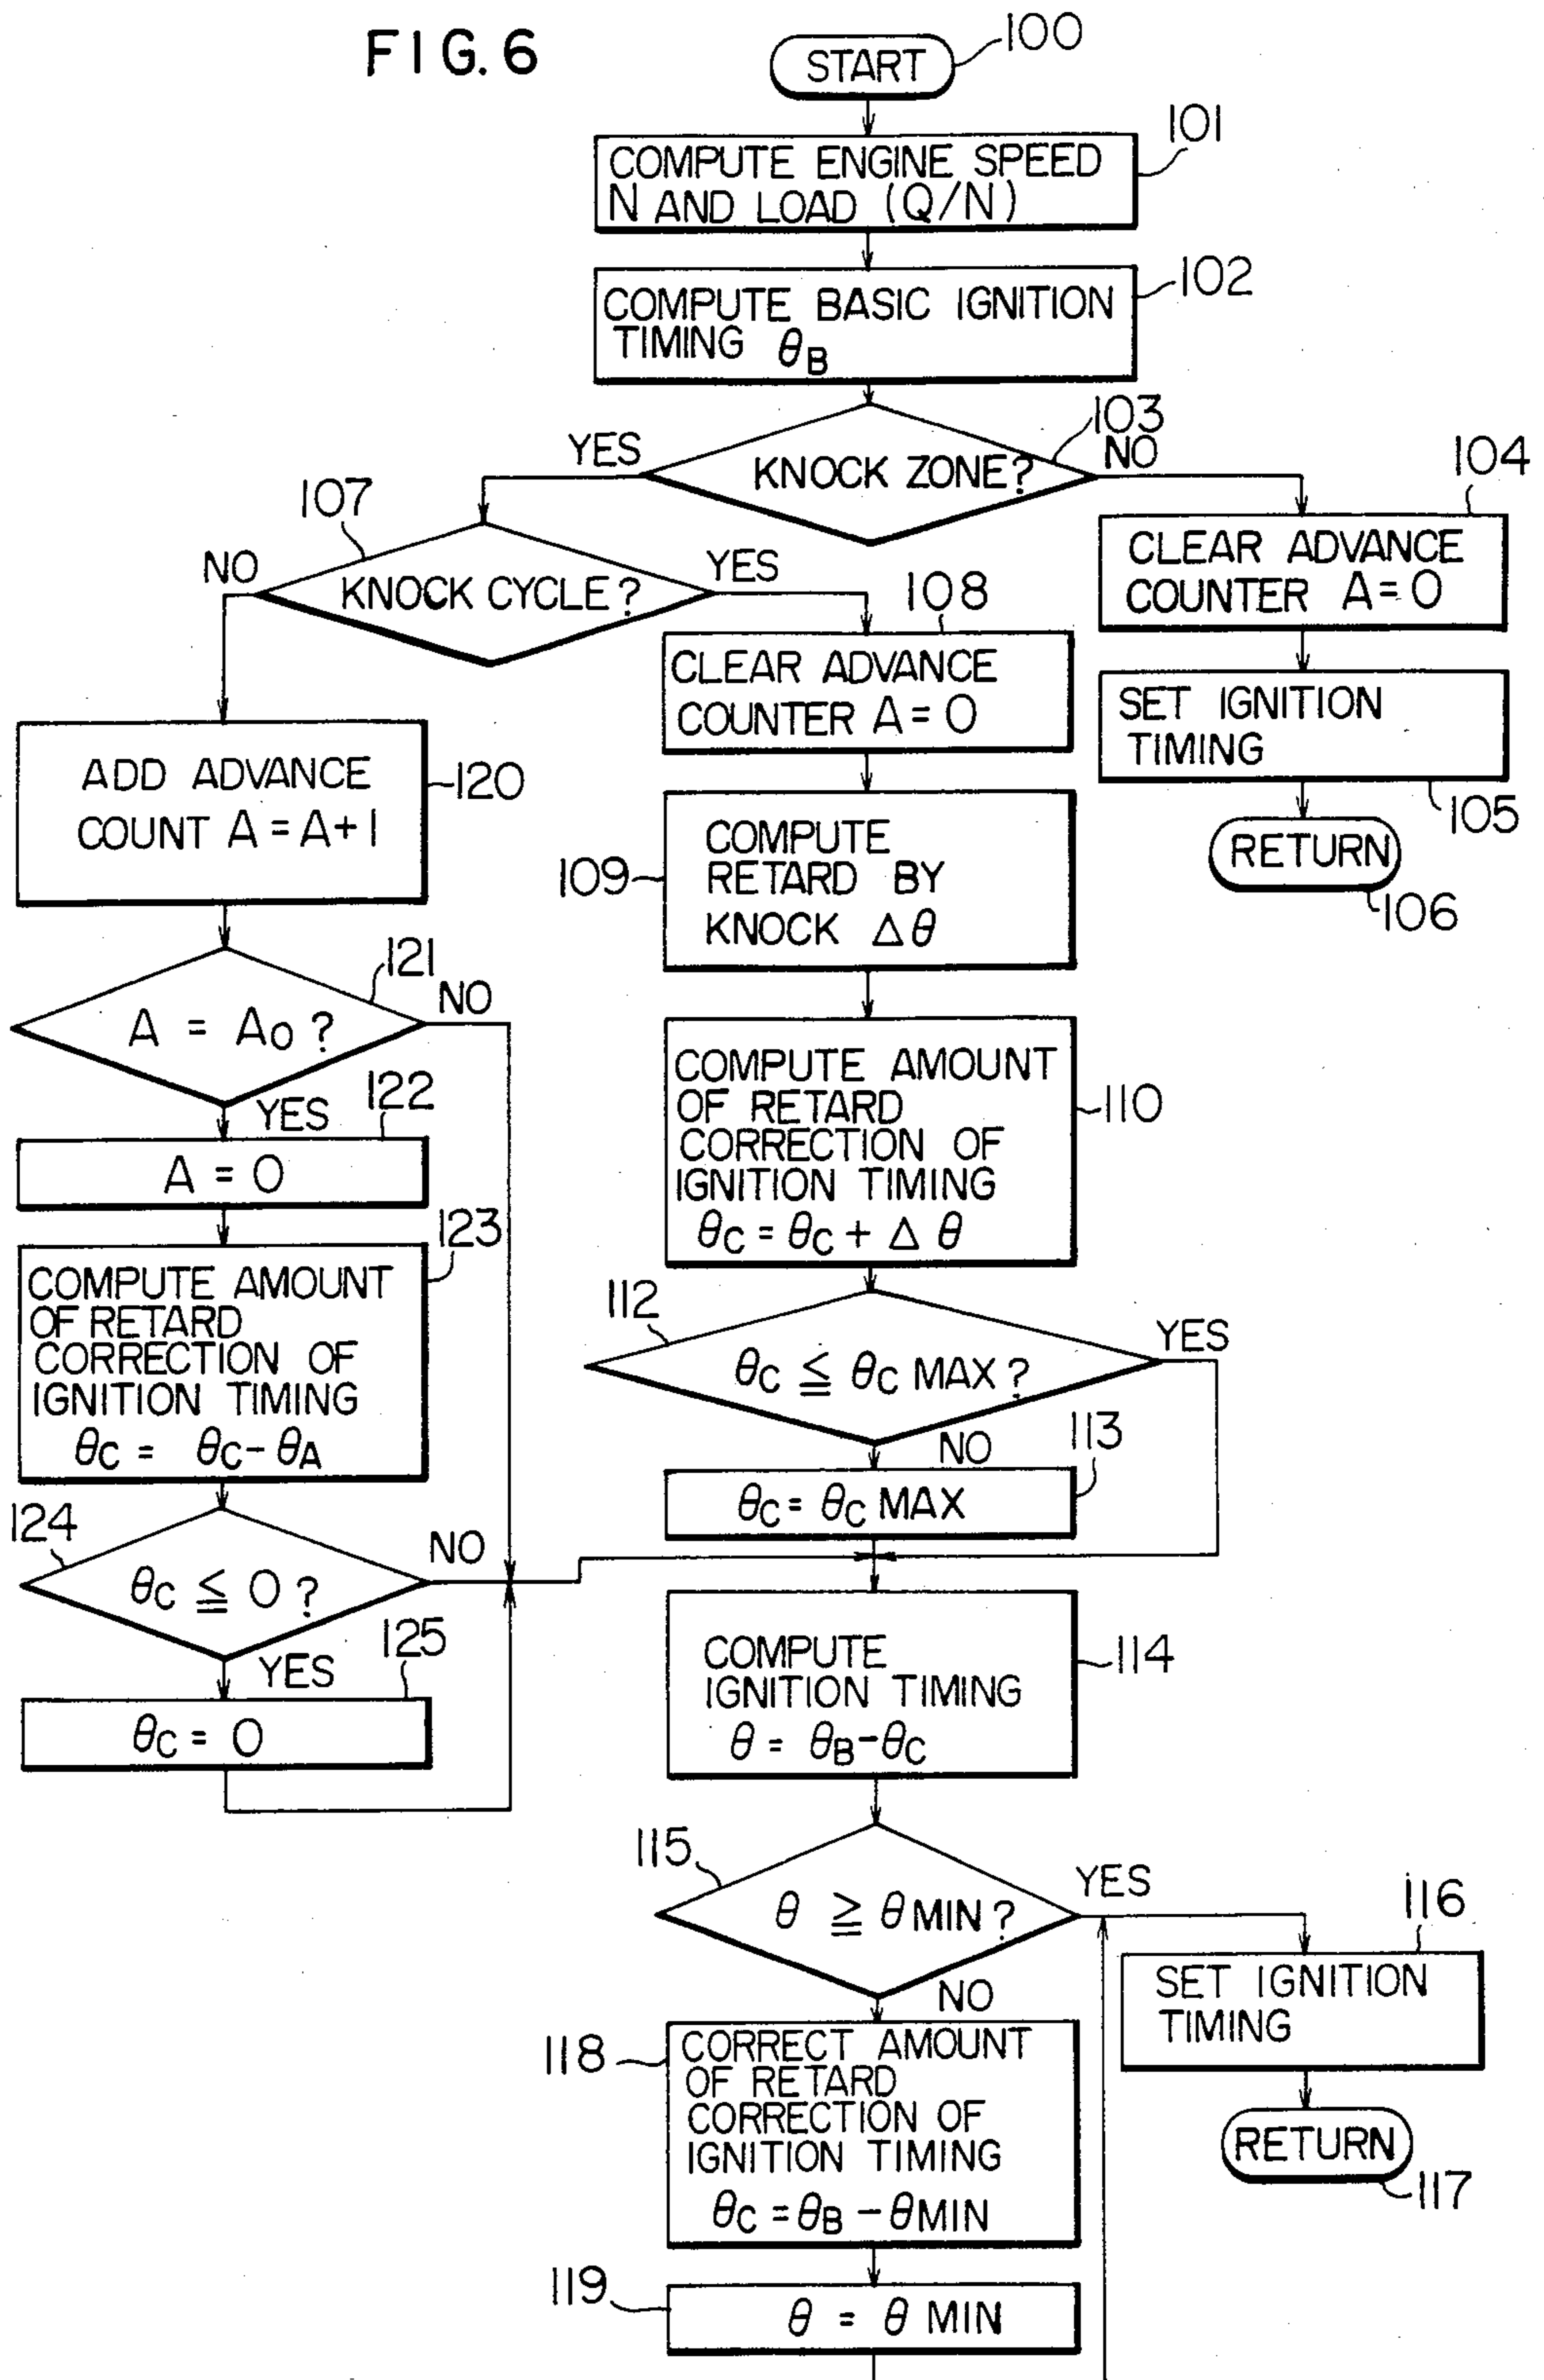 FIG. 6
START
100
COMPUTE ENGINE SPEED
N AND LOAD (Q/N)
101
COMPUTE BASIC IGNITION
TIMING θB
102
KNOCK ZONE?
103
YES
NO
CLEAR ADVANCE
COUNTER A = 0
104
SET IGNITION
TIMING
105
RETURN
106
KNOCK CYCLE?
107
NO
YES
CLEAR ADVANCE
COUNTER A = 0
108
COMPUTE
RETARD BY
KNOCK Δθ
109
COMPUTE AMOUNT
OF RETARD
CORRECTION OF
IGNITION TIMING
θC = θC + Δ θ
110
θC ≦ θC MAX?
112
YES
NO
θC = θC MAX
113
COMPUTE
IGNITION TIMING
θ = θB-θC
114
θ ≧ θ MIN?
115
YES
NO
SET IGNITION
TIMING
116
RETURN
117
CORRECT AMOUNT
OF RETARD
CORRECTION OF
IGNITION TIMING
θC = θB - θMIN
118
θ = θ MIN
119
ADD ADVANCE
COUNT A = A+1
120
A = A0 ?
121
NO
YES
A = 0
122
COMPUTE AMOUNT
OF RETARD
CORRECTION OF
IGNITION TIMING
θC = θC - θA
123
θC ≦ 0 ?
124
NO
YES
θC = 0
125